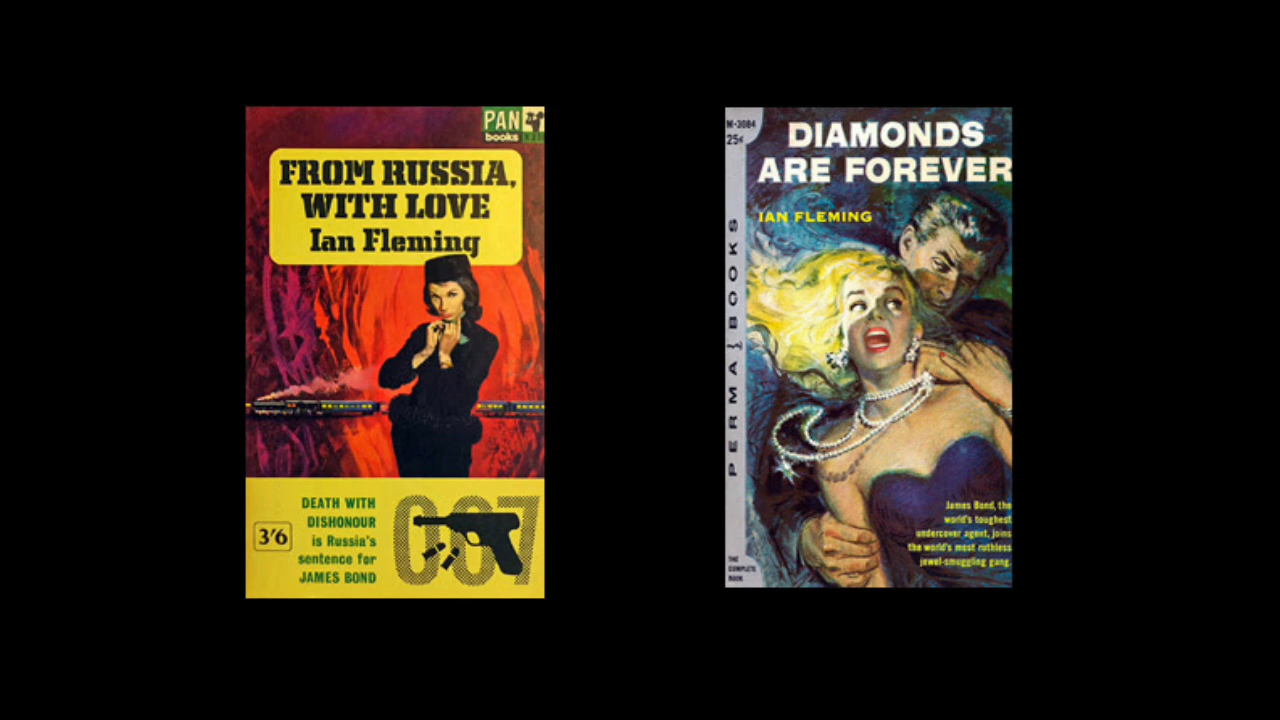 PAN
books
FROM RUSSIA,
WITH LOVE
Ian Fleming
DEATH WITH
DISHONOUR
is Russia's
sentence for
JAMES BOND
3'6
007
M-3084
25¢
DIAMONDS
ARE FOREVER
IAN FLEMING
PERMABOOKS
James Bond, the
world's toughest
undercover agent, joins
the world's most ruthless
jewel-smuggling gang.
THE
COMPLETE
BOOK